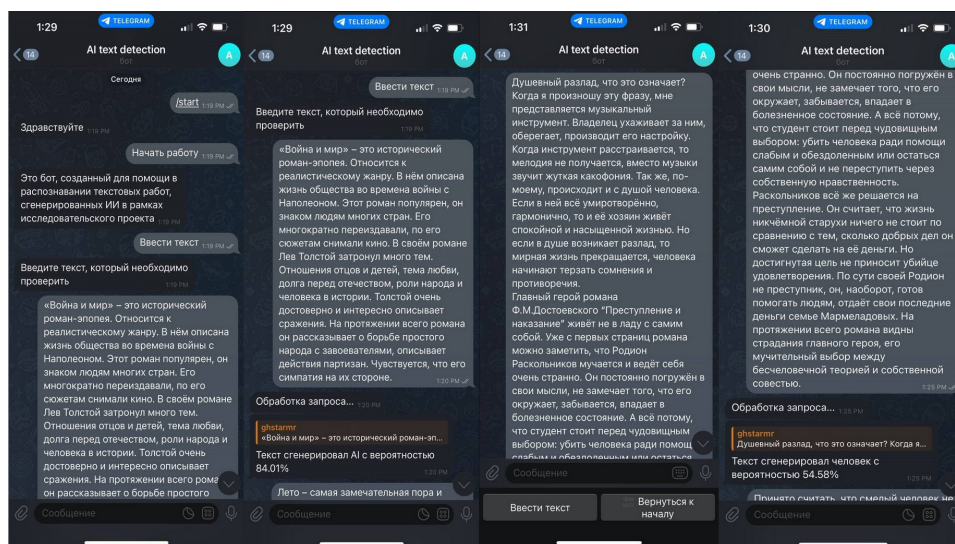 1:29
TELEGRAM
14
AI text detection
бот
A
Сегодня
/start 1:19 PM
Здравствуйте 1:19 PM
Начать работу 1:19 PM
Это бот, созданный для помощи в
распознавании текстовых работ,
сгенерированных ИИ в рамках
исследовательского проекта 1:19 PM
Ввести текст 1:19 PM
Введите текст, который необходимо
проверить 1:19 PM
«Война и мир» – это исторический
роман-эпопея. Относится к
реалистическому жанру. В нём описана
жизнь общества во времена войны с
Наполеоном. Этот роман популярен, он
знаком людям многих стран. Его
многократно переиздавали, по его
сюжетам снимали кино. В своём романе
Лев Толстой затронул много тем.
Отношения отцов и детей, тема любви,
долга перед отечеством, роли народа и
человека в истории. Толстой очень
достоверно и интересно описывает
сражения. На протяжении всего рома
он рассказывает о борьбе простого
Сообщение
1:29
TELEGRAM
14
AI text detection
бот
A
Ввести текст 1:19 PM
Введите текст, который необходимо
проверить 1:19 PM
«Война и мир» – это исторический
роман-эпопея. Относится к
реалистическому жанру. В нём описана
жизнь общества во времена войны с
Наполеоном. Этот роман популярен, он
знаком людям многих стран. Его
многократно переиздавали, по его
сюжетам снимали кино. В своём романе
Лев Толстой затронул много тем.
Отношения отцов и детей, тема любви,
долга перед отечеством, роли народа и
человека в истории. Толстой очень
достоверно и интересно описывает
сражения. На протяжении всего романа
он рассказывает о борьбе простого
народа с завоевателями, описывает
действия партизан. Чувствуется, что его
симпатия на их стороне. 1:20 PM
Обработка запроса... 1:20 PM
ghstarmr
«Война и мир» – это исторический роман-эп...
Текст сгенерировал AI с вероятностью
84.01% 1:20 PM
Лето – самая замечательная пора и
Сообщение
1:31
TELEGRAM
14
AI text detection
бот
A
Душевный разлад, что это означает?
Когда я произношу эту фразу, мне
представляется музыкальный
инструмент. Владелец ухаживает за ним,
оберегает, производит его настройку.
Когда инструмент расстраивается, то
мелодия не получается, вместо музыки
звучит жуткая какофония. Так же, по-
моему, происходит и с душой человека.
Если в ней всё умиротворённо,
гармонично, то и её хозяин живёт
спокойной и насыщенной жизнью. Но
если в душе возникает разлад, то
мирная жизнь прекращается, человека
начинают терзать сомнения и
противоречия.
Главный герой романа
Ф.М.Достоевского "Преступление и
наказание" живёт не в ладу с самим
собой. Уже с первых страниц романа
можно заметить, что Родион
Раскольников мучается и ведёт себя
очень странно. Он постоянно погружён в
свои мысли, не замечает того, что его
окружает, забывается, впадает в
болезненное состояние. А всё потому,
что студент стоит перед чудовищным
выбором: убить человека ради помощ
слабым и обездоленным или остаться
Сообщение
Ввести текст
Вернуться к
началу
1:30
TELEGRAM
14
AI text detection
бот
A
очень странно. Он постоянно погружён в
свои мысли, не замечает того, что его
окружает, забывается, впадает в
болезненное состояние. А всё потому,
что студент стоит перед чудовищным
выбором: убить человека ради помощи
слабым и обездоленным или остаться
самим собой и не переступить через
собственную нравственность.
Раскольников всё же решается на
преступление. Он считает, что жизнь
никчёмной старухи ничего не стоит по
сравнению с тем, сколько добрых дел он
сможет сделать на её деньги. Но
достигнутая цель не приносит убийце
удовлетворения. По сути своей Родион
не преступник, он, наоборот, готов
помогать людям, отдаёт свои последние
деньги семье Мармеладовых. На
протяжении всего романа видны
страдания главного героя, его
мучительный выбор между
бесчеловечной теорией и собственной
совестью. 1:25 PM
Обработка запроса... 1:25 PM
ghstarmr
Душевный разлад, что это означает? Когда я...
Текст сгенерировал человек с
вероятностью 54.58% 1:25 PM
Принято считать, что смелый человек не
Сообщение